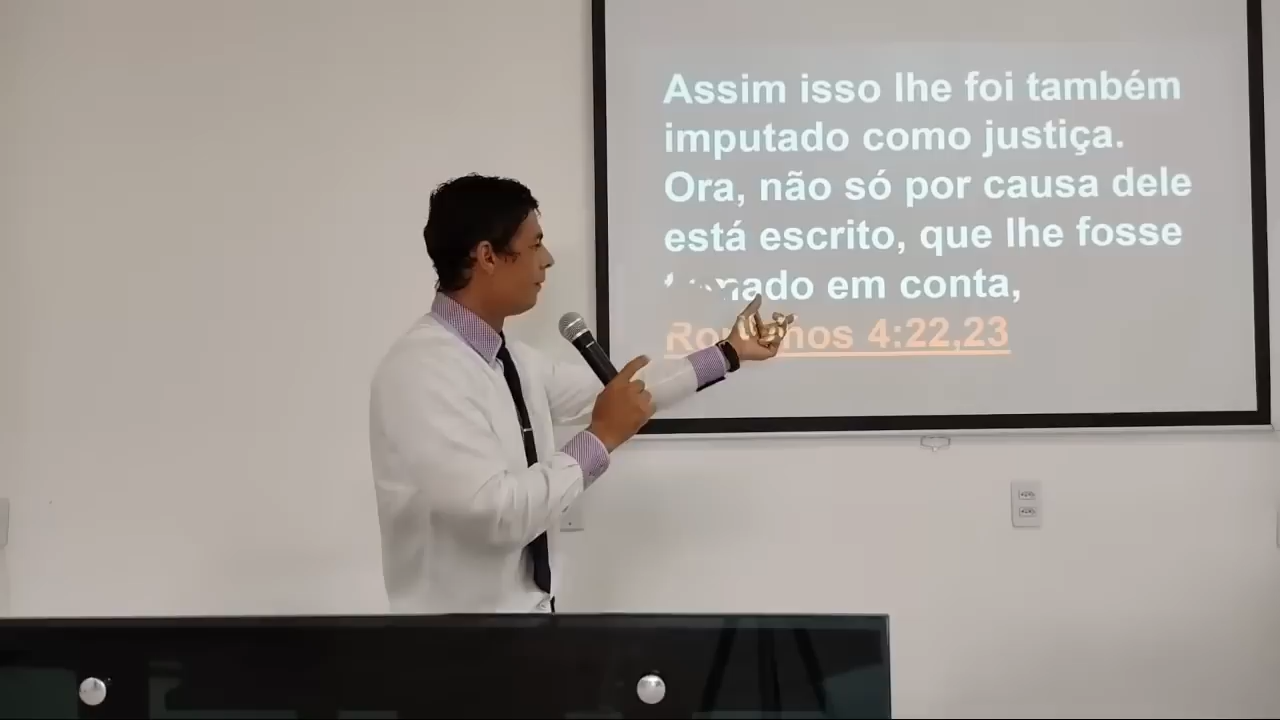 Assim isso lhe foi também
imputado como justiça.
Ora, não só por causa dele
está escrito, que lhe fosse
em conta,
4:22,23